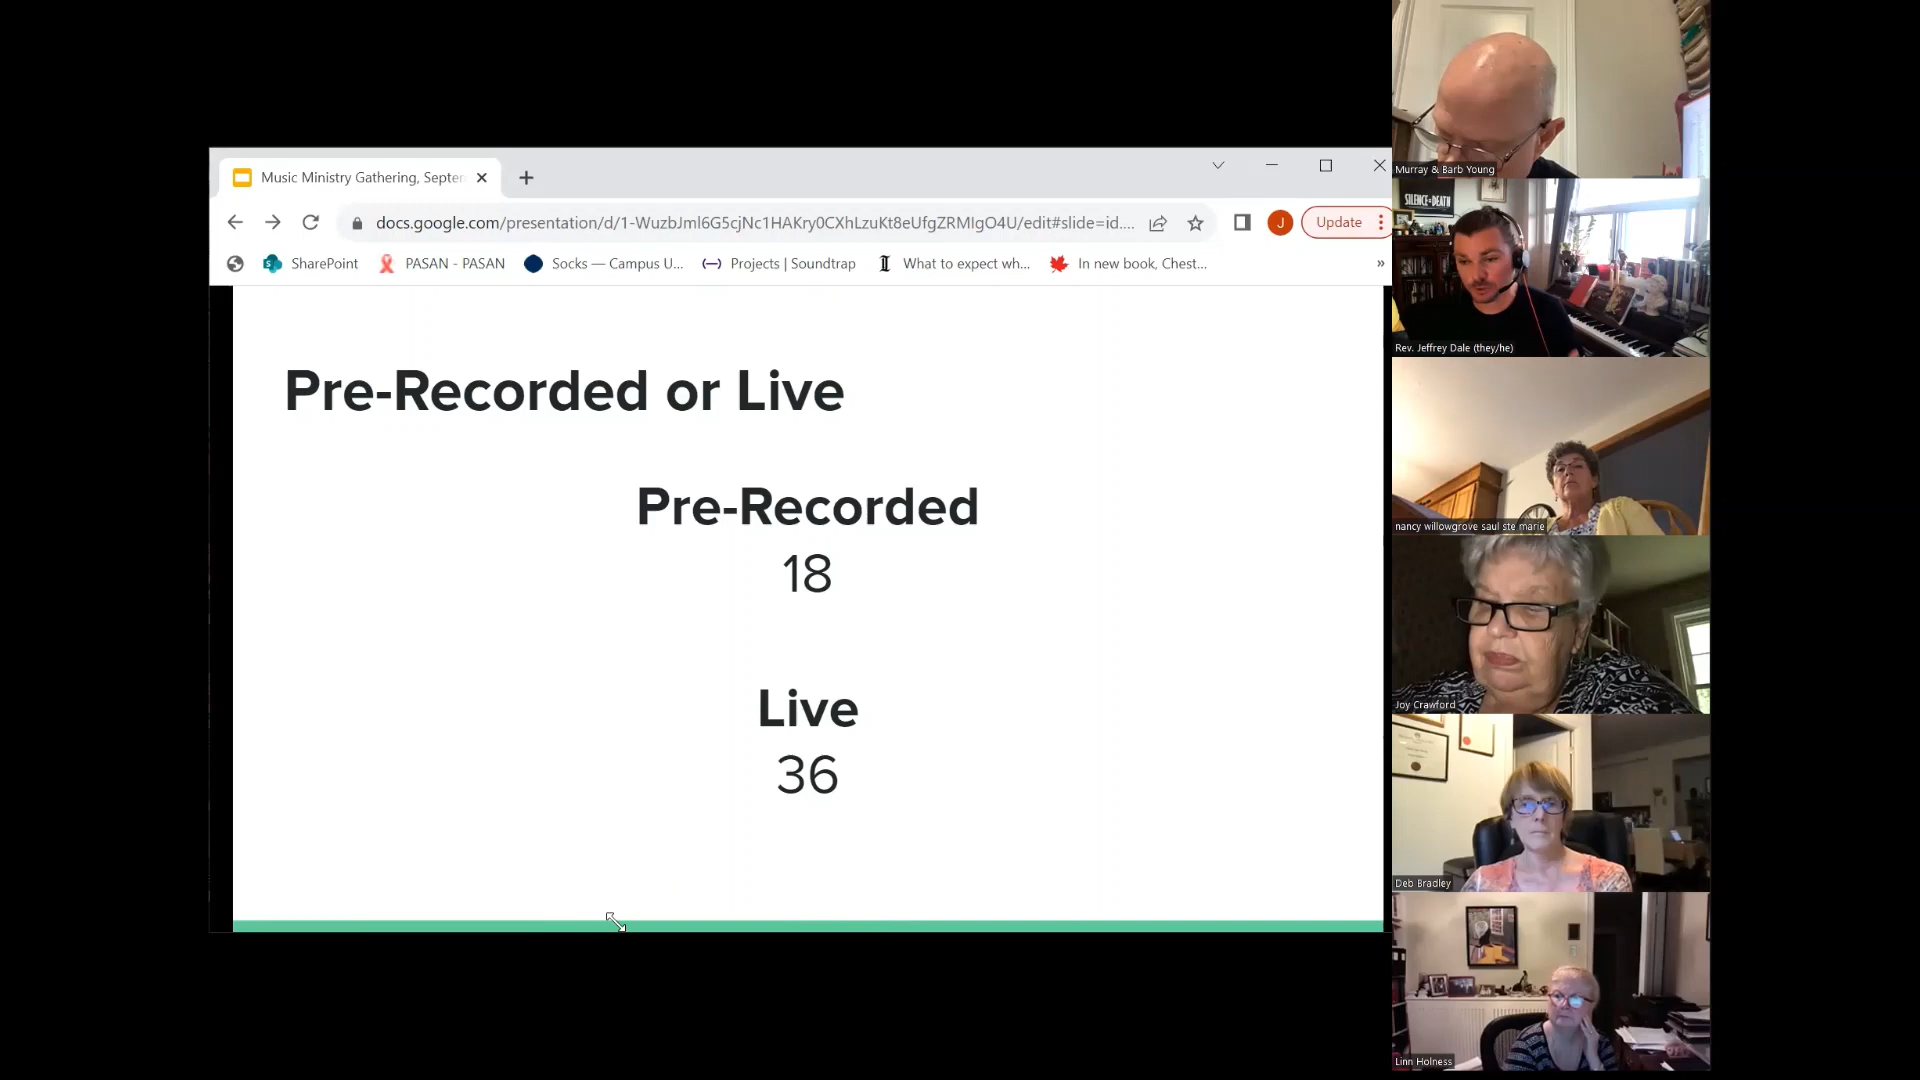 Music Ministry Gathering, Septer
docs.google.com/presentation/d/1-WuzbJml6G5cjNc1HAKry0CXhLzuKt8eUfgZRMIgO4U/edit#slide=id....
J
Update
SharePoint
PASAN - PASAN
Socks — Campus U...
Projects | Soundtrap
What to expect wh...
In new book, Chest...
»
Pre-Recorded or Live
Pre-Recorded
18
Live
36
Murray & Barb Young
SILENCE=DEATH
Rev. Jeffrey Dale (they/he)
nancy willowgrove saul ste marie
Joy Crawford
Deb Bradley
Linn Holness